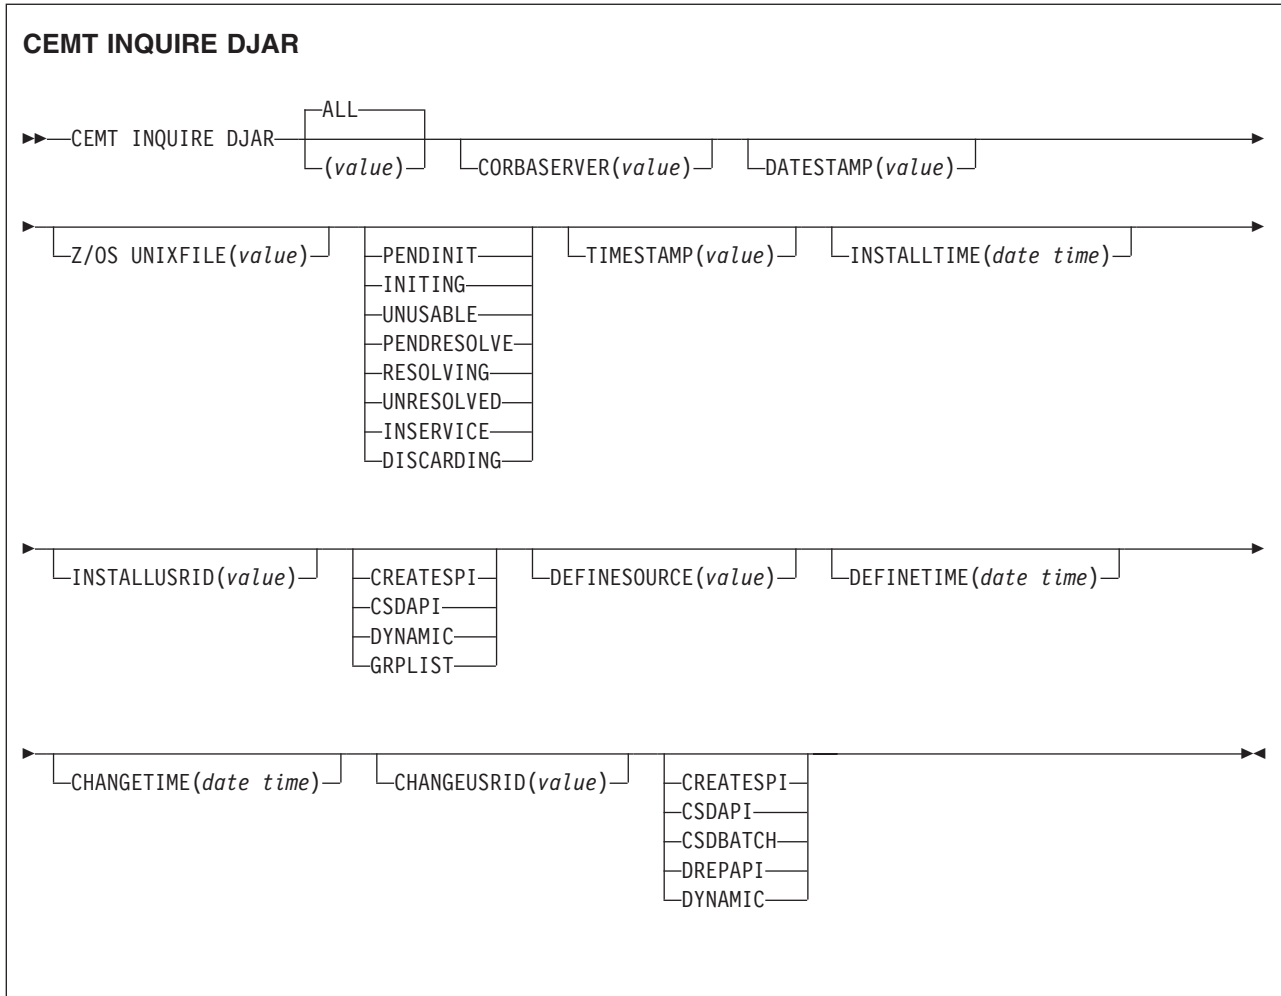 CEMT INQUIRE DJAR
ALL
CEMT INQUIRE DJAR
(value)
CORBASERVER(value)
DATESTAMP(value)
Z/OS UNIXFILE(value)
PENDINIT
INITING
UNUSABLE
PENDRESOLVE
RESOLVING
UNRESOLVED
INSERVICE
DISCARDING
TIMESTAMP(value)
INSTALLTIME(date time)
INSTALLUSRID(value)
CREATESPI
CSDAPI
DYNAMIC
GRPLIST
DEFINESOURCE(value)
DEFINETIME(date time)
CHANGETIME(date time)
CHANGEUSRID(value)
CREATESPI
CSDAPI
CSDBATCH
DREPAPI
DYNAMIC